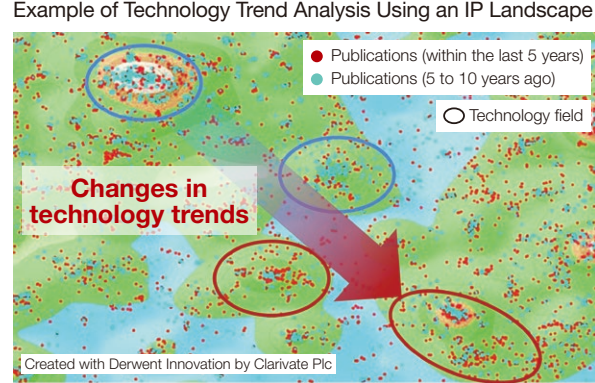 Example of Technology Trend Analysis Using an IP Landscape
Publications (within the last 5 years)
Publications (5 to 10 years ago)
Technology field
Changes in
technology trends
Created with Derwent Innovation by Clarivate Plc